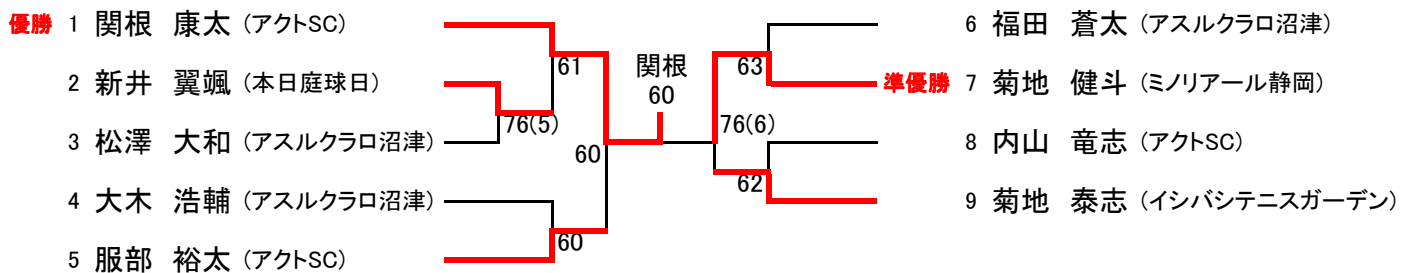 優勝 1 関根 康太 (アクトSC)
2 新井 翼颯 (本日庭球日)
3 松澤 大和 (アスルクラロ沼津)
4 大木 浩輔 (アスルクラロ沼津)
5 服部 裕太 (アクトSC)
61
76(5)
60
60
関根
60
63
76(6)
62
6 福田 蒼太 (アスルクラロ沼津)
準優勝 7 菊地 健斗 (ミノリアール静岡)
8 内山 竜志 (アクトSC)
9 菊地 泰志 (イシバシテニスガーデン)